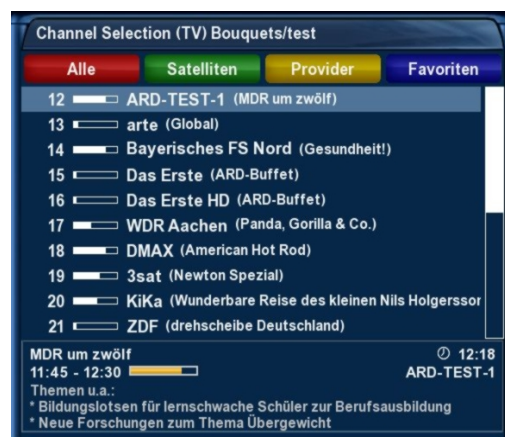 Channel Selection (TV) Bouquets/test
Alle Satelliten Provider Favoriten
12 ARD-TEST-1 (MDR um zwölf)
13 arte (Global)
14 Bayerisches FS Nord (Gesundheit!)
15 Das Erste (ARD-Buffet)
16 Das Erste HD (ARD-Buffet)
17 WDR Aachen (Panda, Gorilla & Co.)
18 DMAX (American Hot Rod)
19 3sat (Newton Spezial)
20 KiKa (Wunderbare Reise des kleinen Nils Holgerssor
21 ZDF (drehscheibe Deutschland)
MDR um zwölf 12:18
11:45 - 12:30 ARD-TEST-1
Themen u.a.:
* Bildungslotsen für lernschwache Schüler zur Berufsausbildung
* Neue Forschungen zum Thema Übergewicht